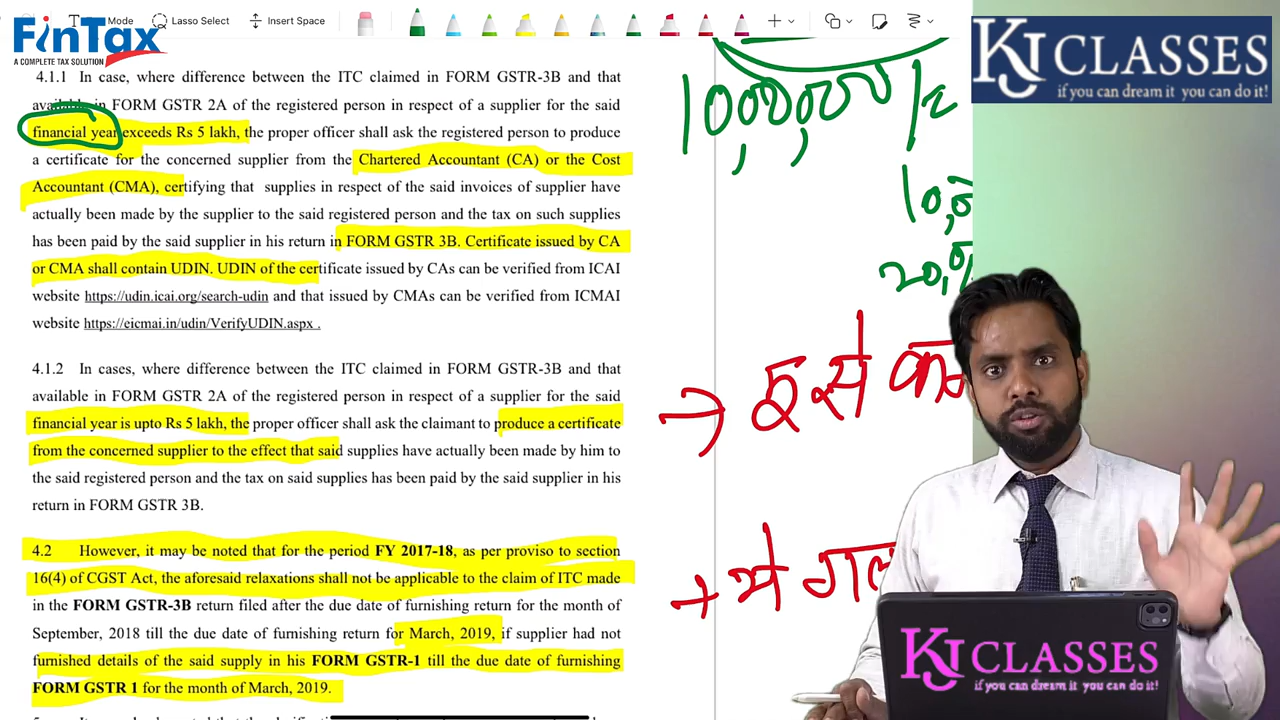 Mode
Lasso Select
Insert Space
FinTax
A COMPLETE TAX SOLUTION
4.1.1 In case, where difference between the ITC claimed in FORM GSTR-3B and that
available in FORM GSTR 2A of the registered person in respect of a supplier for the said
financial year exceeds Rs 5 lakh, the proper officer shall ask the registered person to produce
a certificate for the concerned supplier from the Chartered Accountant (CA) or the Cost
Accountant (CMA), certifying that supplies in respect of the said invoices of supplier have
actually been made by the supplier to the said registered person and the tax on such supplies
has been paid by the said supplier in his return in FORM GSTR 3B. Certificate issued by CA
or CMA shall contain UDIN. UDIN of the certificate issued by CAs can be verified from ICAI
website https://udin.icai.org/search-udin and that issued by CMAs can be verified from ICMAI
website https://eicmai.in/udin/VerifyUDIN.aspx .
4.1.2 In cases, where difference between the ITC claimed in FORM GSTR-3B and that
available in FORM GSTR 2A of the registered person in respect of a supplier for the said
financial year is upto Rs 5 lakh, the proper officer shall ask the claimant to produce a certificate
from the concerned supplier to the effect that said supplies have actually been made by him to
the said registered person and the tax on said supplies has been paid by the said supplier in his
return in FORM GSTR 3B.
4.2 However, it may be noted that for the period FY 2017-18, as per proviso to section
16(4) of CGST Act, the aforesaid relaxations shall not be applicable to the claim of ITC made
in the FORM GSTR-3B return filed after the due date of furnishing return for the month of
September, 2018 till the due date of furnishing return for March, 2019, if supplier had not
furnished details of the said supply in his FORM GSTR-1 till the due date of furnishing
FORM GSTR 1 for the month of March, 2019.
10,00,000/-
→ इसे
→ ये
KJ CLASSES
if you can dream it you can do it!
KJ CLASSES
if you can dream it you can do it!